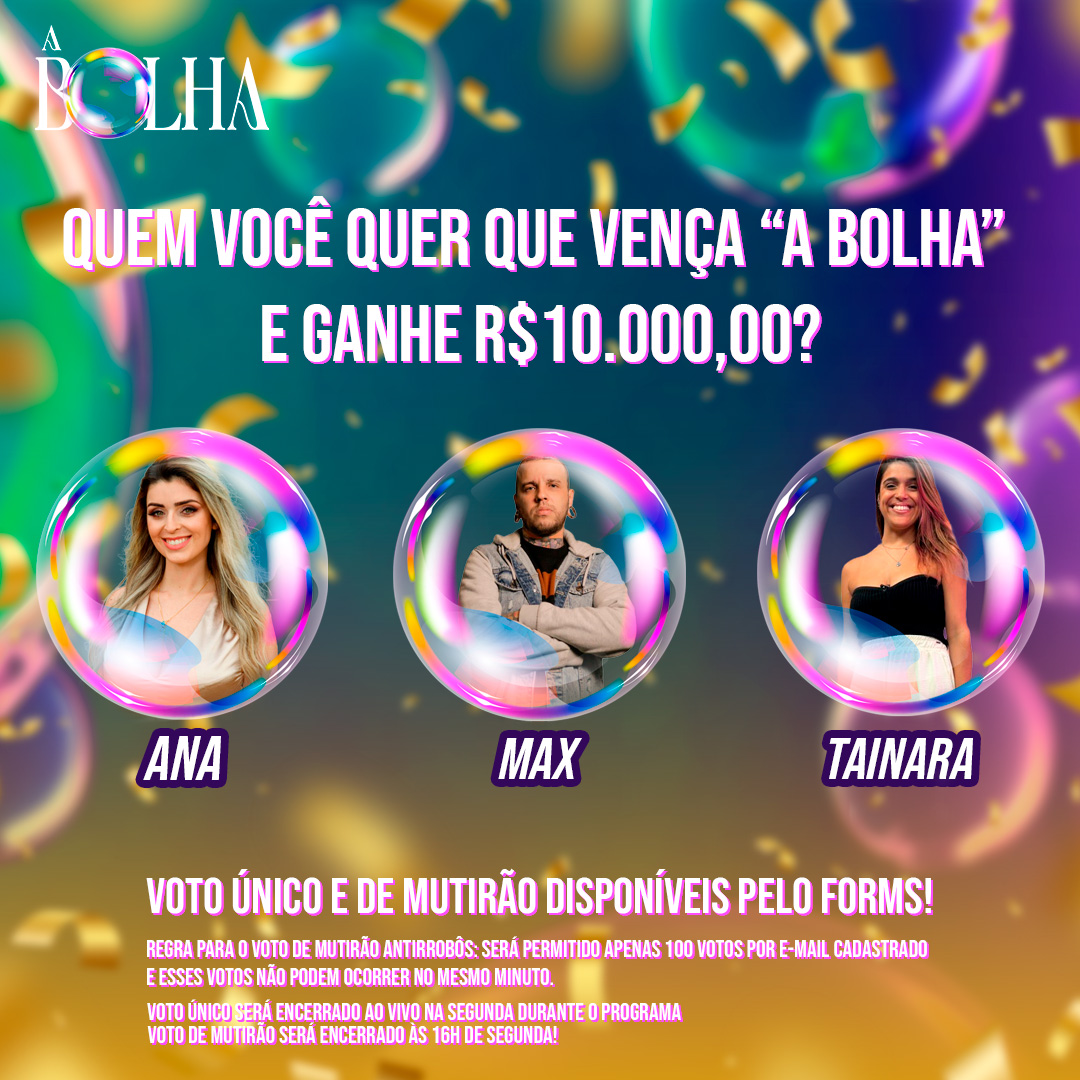 A
BOLHA
QUEM VOCÊ QUER QUE VENÇA “A BOLHA”
E GANHE R$10.000,00?
ANA
MAX
TAINARA
VOTO ÚNICO E DE MUTIRÃO DISPONÍVEIS PELO FORMS!
REGRA PARA O VOTO DE MUTIRÃO ANTIRROBÔS: SERÁ PERMITIDO APENAS 100 VOTOS POR E-MAIL CADASTRADO
E ESSES VOTOS NÃO PODEM OCORRER NO MESMO MINUTO.
VOTO ÚNICO SERÁ ENCERRADO AO VIVO NA SEGUNDA DURANTE O PROGRAMA
VOTO DE MUTIRÃO SERÁ ENCERRADO ÀS 16H DE SEGUNDA!